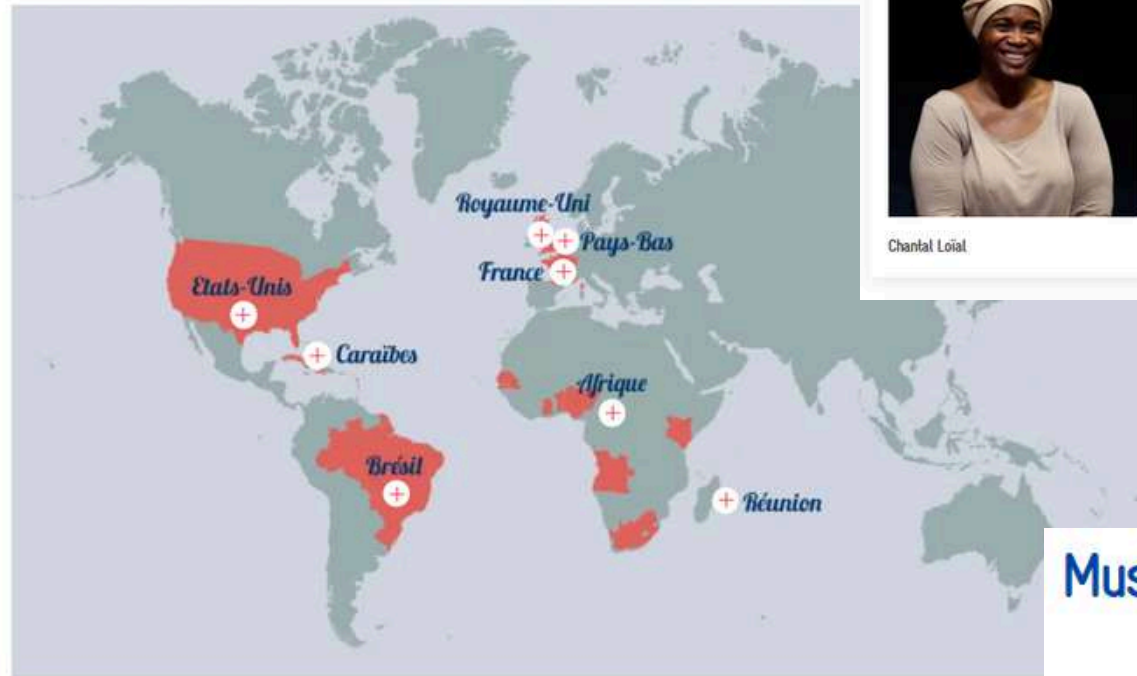 Royaume-Uni
Pays-Bas
France
Etats-Unis
Caraïbes
Afrique
Brésil
Réunion
Chantal Loïal
Mus